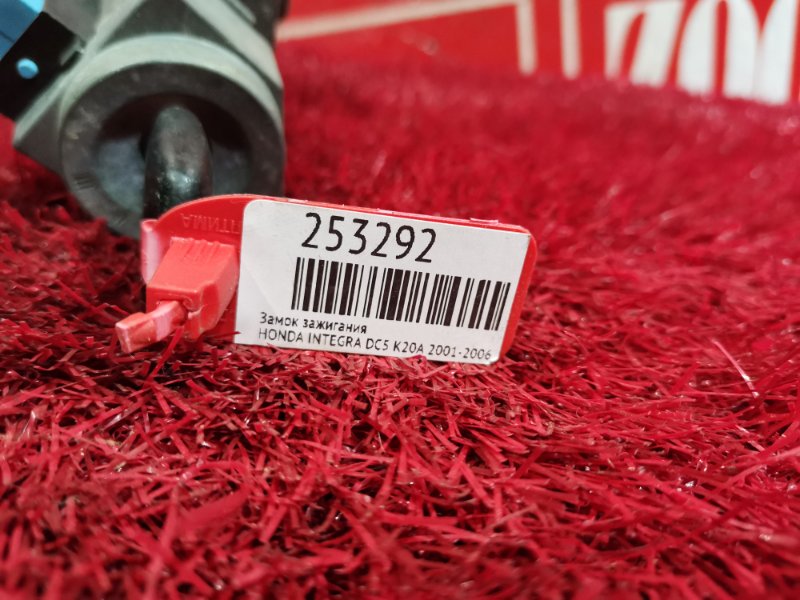 253292
Замок зажигания
HONDA INTEGRA DC5 K20A 2001-2006